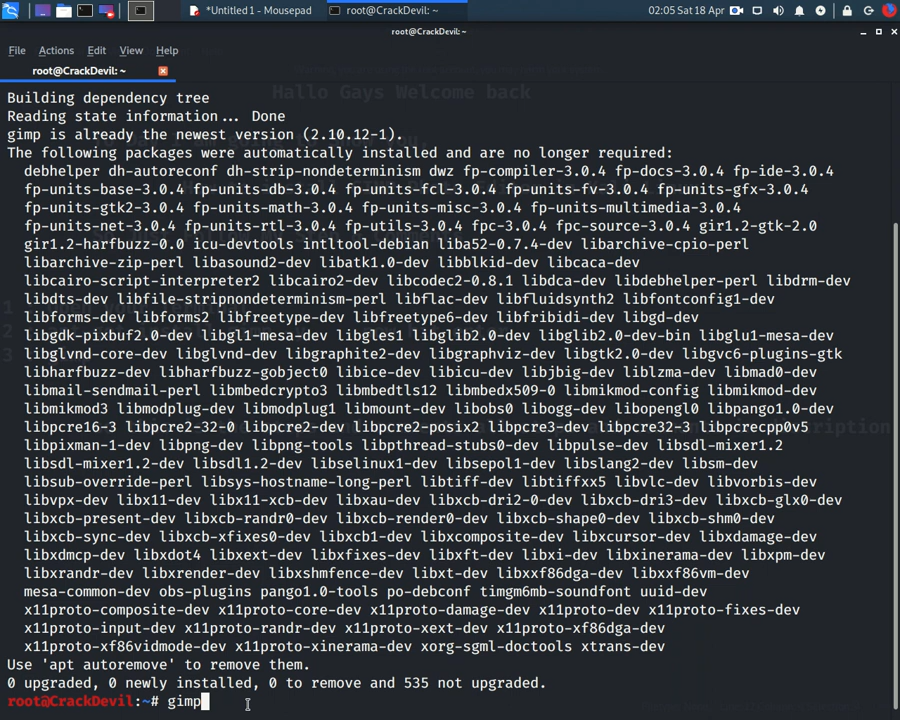 *Untitled 1 - Mousepad
root@CrackDevil: ~
02:05 Sat 18 Apr
root@CrackDevil: ~
File Actions Edit View Help
root@CrackDevil: ~
Hallo Gays Welcome back
Building dependency tree
Reading state information... Done
gimp is already the newest version (2.10.12-1).
The following packages were automatically installed and are no longer required:
debhelper dh-autoreconf dh-strip-nondeterminism dwz fp-compiler-3.0.4 fp-docs-3.0.4 fp-ide-3.0.4
fp-units-base-3.0.4 fp-units-db-3.0.4 fp-units-fcl-3.0.4 fp-units-fv-3.0.4 fp-units-gfx-3.0.4
fp-units-gtk2-3.0.4 fp-units-math-3.0.4 fp-units-misc-3.0.4 fp-units-multimedia-3.0.4
fp-units-net-3.0.4 fp-units-rtl-3.0.4 fp-utils-3.0.4 fpc-3.0.4 fpc-source-3.0.4 gir1.2-gtk-2.0
gir1.2-harfbuzz-0.0 icu-devtools intltool-debian liba52-0.7.4-dev libarchive-cpio-perl
libarchive-zip-perl libasound2-dev libatk1.0-dev libblkid-dev libcaca-dev
libcairo-script-interpreter2 libcairo2-dev libcodec2-0.8.1 libdca-dev libdebhelper-perl libdrm-dev
libdts-dev libfile-stripnondeterminism-perl libflac-dev libfluidsynth2 libfontconfig1-dev
libforms-dev libforms2 libfreetype-dev libfreetype6-dev libfribidi-dev libgd-dev
libgdk-pixbuf2.0-dev libgl1-mesa-dev libgles1 libglib2.0-dev libglib2.0-dev-bin libglu1-mesa-dev
libglvnd-core-dev libglvnd-dev libgraphite2-dev libgraphviz-dev libgtk2.0-dev libgvc6-plugins-gtk
libharfbuzz-dev libharfbuzz-gobject0 libice-dev libicu-dev libjbig-dev liblzma-dev libmad0-dev
libmail-sendmail-perl libmbedcrypto3 libmbedtls12 libmbedx509-0 libmikmod-config libmikmod-dev
libmikmod3 libmodplug-dev libmodplug1 libmount-dev libobs0 libogg-dev libopengl0 libpango1.0-dev
libpcre16-3 libpcre2-32-0 libpcre2-dev libpcre2-posix2 libpcre3-dev libpcre32-3 libpcrecpp0v5
libpixman-1-dev libpng-dev libpng-tools libpthread-stubs0-dev libpulse-dev libsdl-mixer1.2
libsdl-mixer1.2-dev libsdl1.2-dev libselinux1-dev libsepol1-dev libslang2-dev libsm-dev
libsub-override-perl libsys-hostname-long-perl libtiff-dev libtiffxx5 libvlc-dev libvorbis-dev
libvpx-dev libx11-dev libx11-xcb-dev libxau-dev libxcb-dri2-0-dev libxcb-dri3-dev libxcb-glx0-dev
libxcb-present-dev libxcb-randr0-dev libxcb-render0-dev libxcb-shape0-dev libxcb-shm0-dev
libxcb-sync-dev libxcb-xfixes0-dev libxcb1-dev libxcomposite-dev libxcursor-dev libxdamage-dev
libxdmcp-dev libxdot4 libxext-dev libxfixes-dev libxft-dev libxi-dev libxinerama-dev libxpm-dev
libxrandr-dev libxrender-dev libxshmfence-dev libxt-dev libxxf86dga-dev libxxf86vm-dev
mesa-common-dev obs-plugins pango1.0-tools po-debconf timgm6mb-soundfont uuid-dev
x11proto-composite-dev x11proto-core-dev x11proto-damage-dev x11proto-fixes-dev
x11proto-input-dev x11proto-randr-dev x11proto-xext-dev x11proto-xf86dga-dev
x11proto-xf86vidmode-dev x11proto-xinerama-dev xorg-sgml-doctools xtrans-dev
Use 'apt autoremove' to remove them.
0 upgraded, 0 newly installed, 0 to remove and 535 not upgraded.
root@CrackDevil:~# gimp